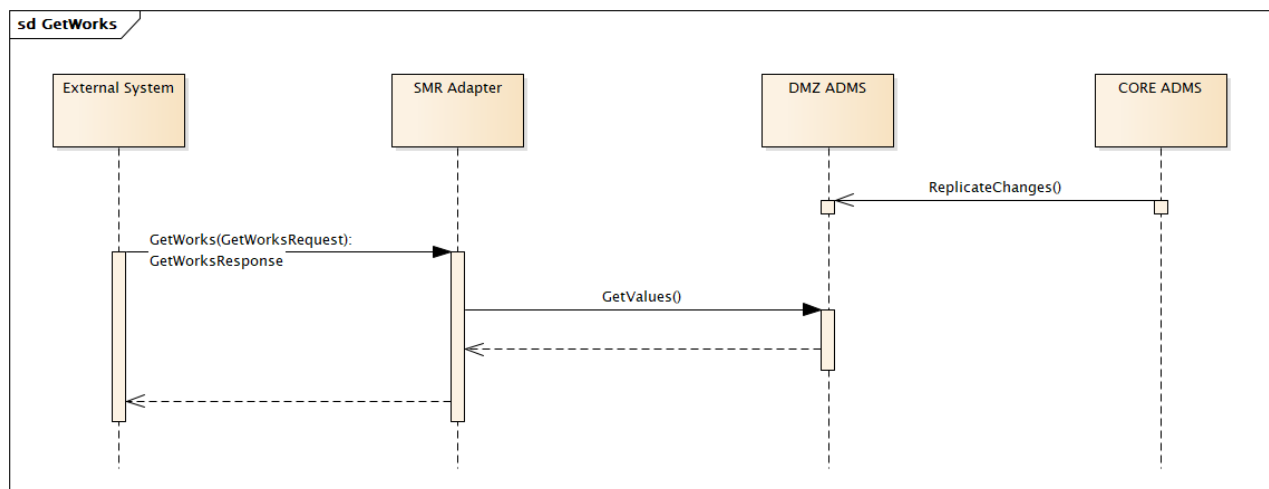 sd GetWorks
External System
SMR Adapter
DMZ ADMS
CORE ADMS
ReplicateChanges()
GetWorks(GetWorksRequest):
GetWorksResponse
GetValues()